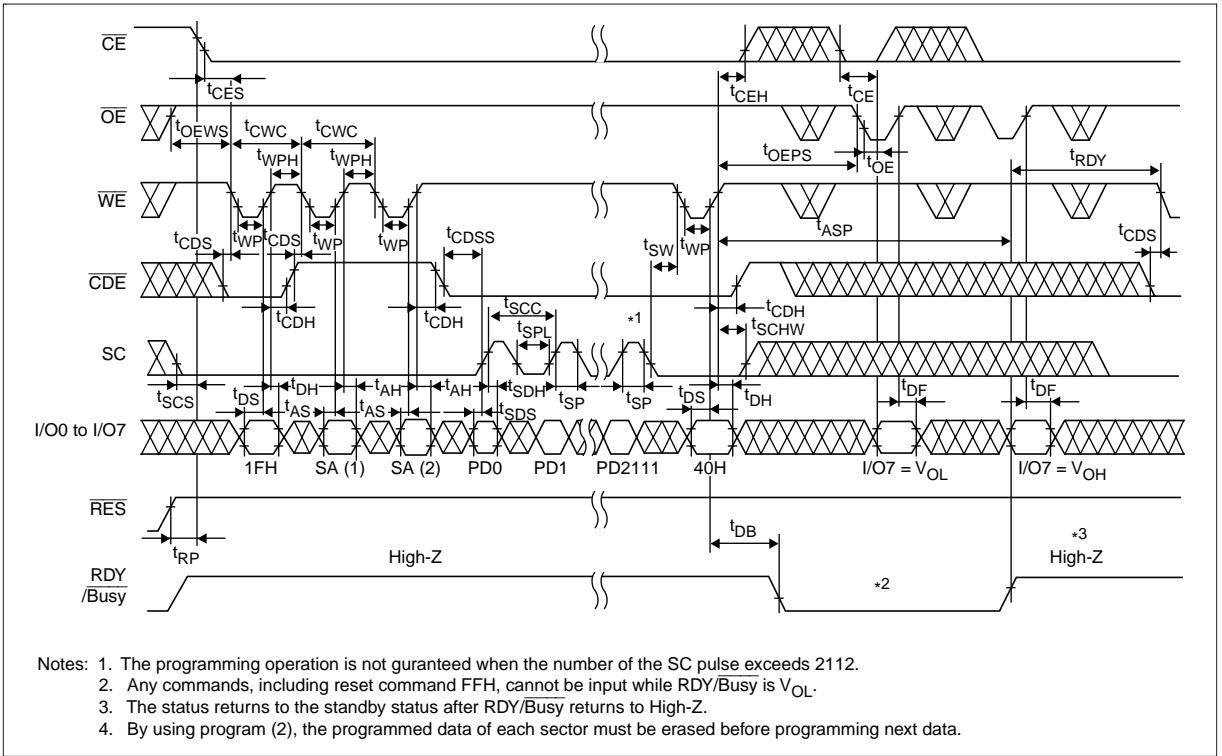 CE
tCES
tCEH
tCE
OE
tOEWS
tCWC
tCWC
tWPH
tWPH
tOEPS
tOE
tRDY
WE
tCDS
tWP
tCDS
tWP
tWP
tCDSS
tSW
tWP
tASP
tCDS
CDE
tCDH
tCDH
tSCC
*1
tCDH
tSPL
tSCHW
SC
tSCS
tDS
tDH
tAS
tAH
tAS
tAH
tSDH
tSDS
tSP
tSP
tDS
tDH
tDF
tDF
I/O0 to I/O7
1FH
SA (1)
SA (2)
PD0
PD1
PD2111
40H
I/O7 = VOL
I/O7 = VOH
RES
tRP
High-Z
tDB
*3
High-Z
RDY
/Busy
*2
Notes: 1. The programming operation is not guranteed when the number of the SC pulse exceeds 2112.
2. Any commands, including reset command FFH, cannot be input while RDY/Busy is VOL.
3. The status returns to the standby status after RDY/Busy returns to High-Z.
4. By using program (2), the programmed data of each sector must be erased before programming next data.